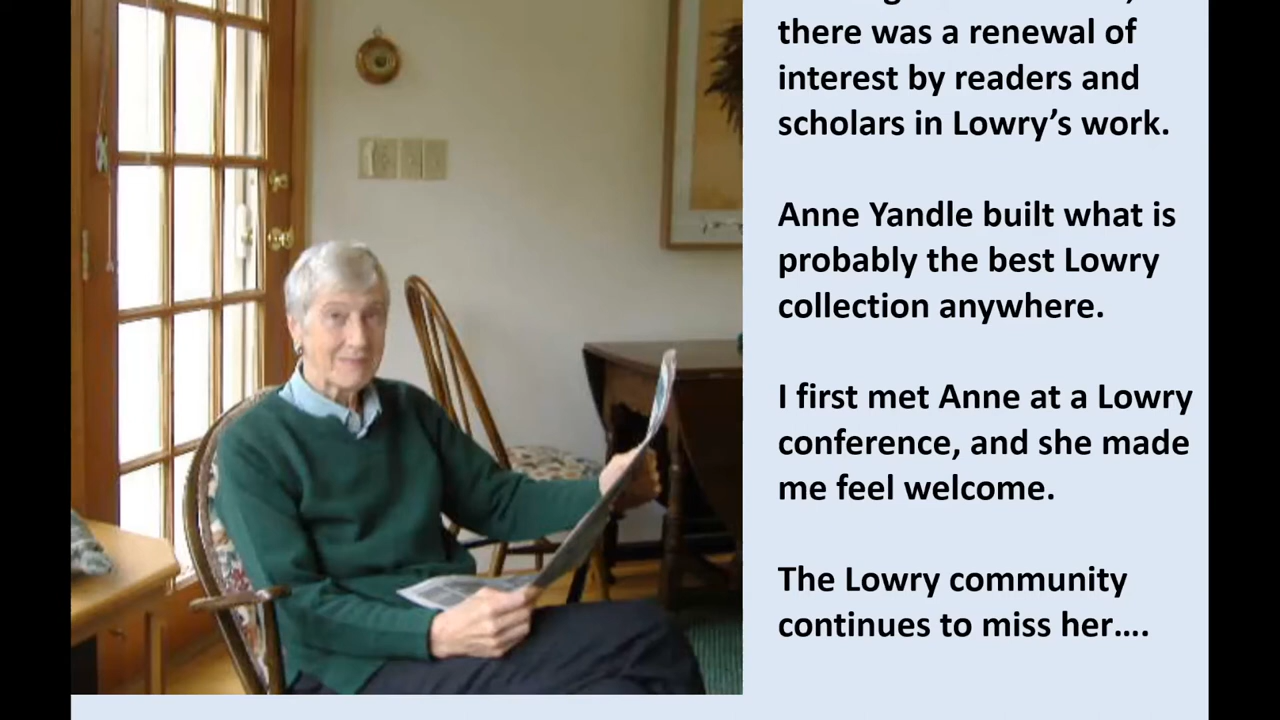 there was a renewal of
interest by readers and
scholars in Lowry’s work.
Anne Yandle built what is
probably the best Lowry
collection anywhere.
I first met Anne at a Lowry
conference, and she made
me feel welcome.
The Lowry community
continues to miss her….